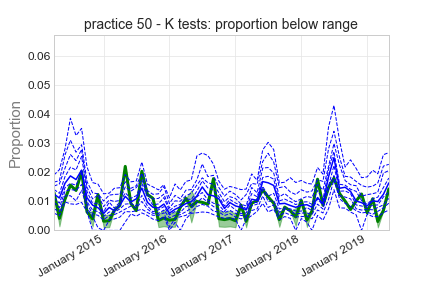 practice 50 - K tests: proportion below range
0.06
0.05
0.04
0.03
0.02
0.01
0.00
Proportion
January 2015
January 2016
January 2017
January 2018
January 2019